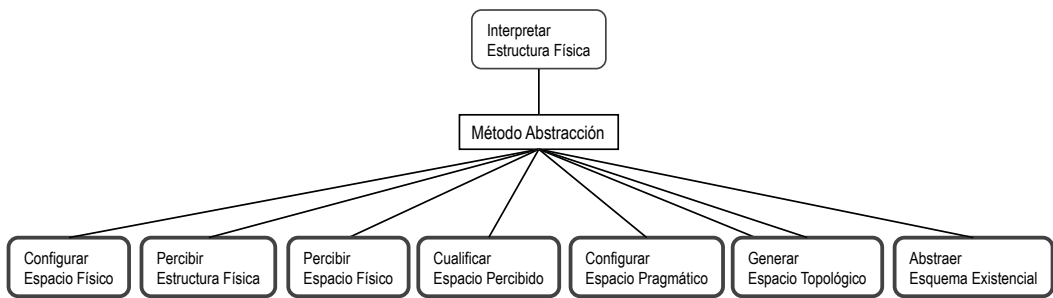 Interpretar
Estructura Física
Método Abstracción
Configurar
Espacio Físico
Percibir
Estructura Física
Percibir
Espacio Físico
Cualificar
Espacio Percibido
Configurar
Espacio Pragmático
Generar
Espacio Topológico
Abstraer
Esquema Existencial